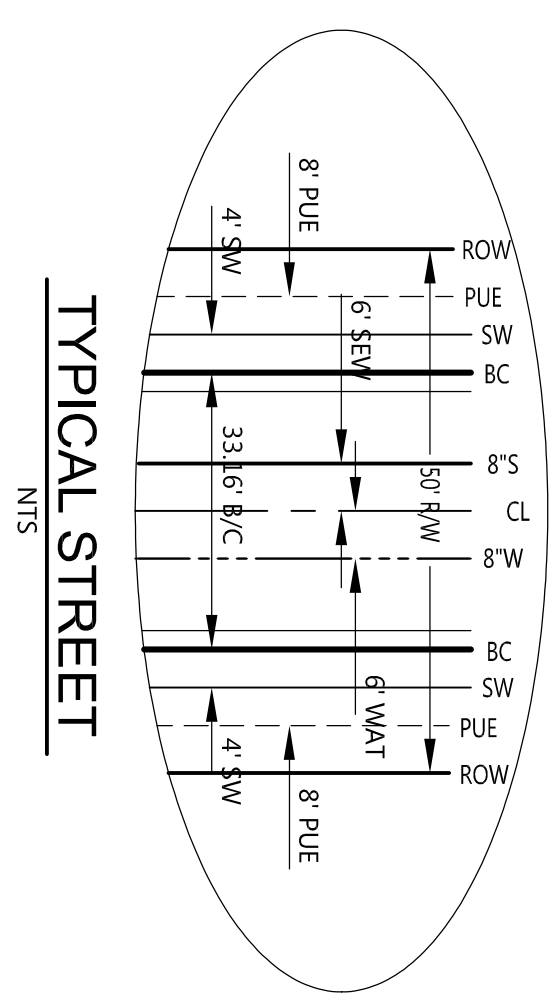 8' PUE
4' SW
ROW
PUE
6' SEW
SW
BC
33.16' B/C
8"S
50' R/W
CL
8"W
BC
SW
6' WAT
PUE
4' SW
ROW
8' PUE
TYPICAL STREET
NTS